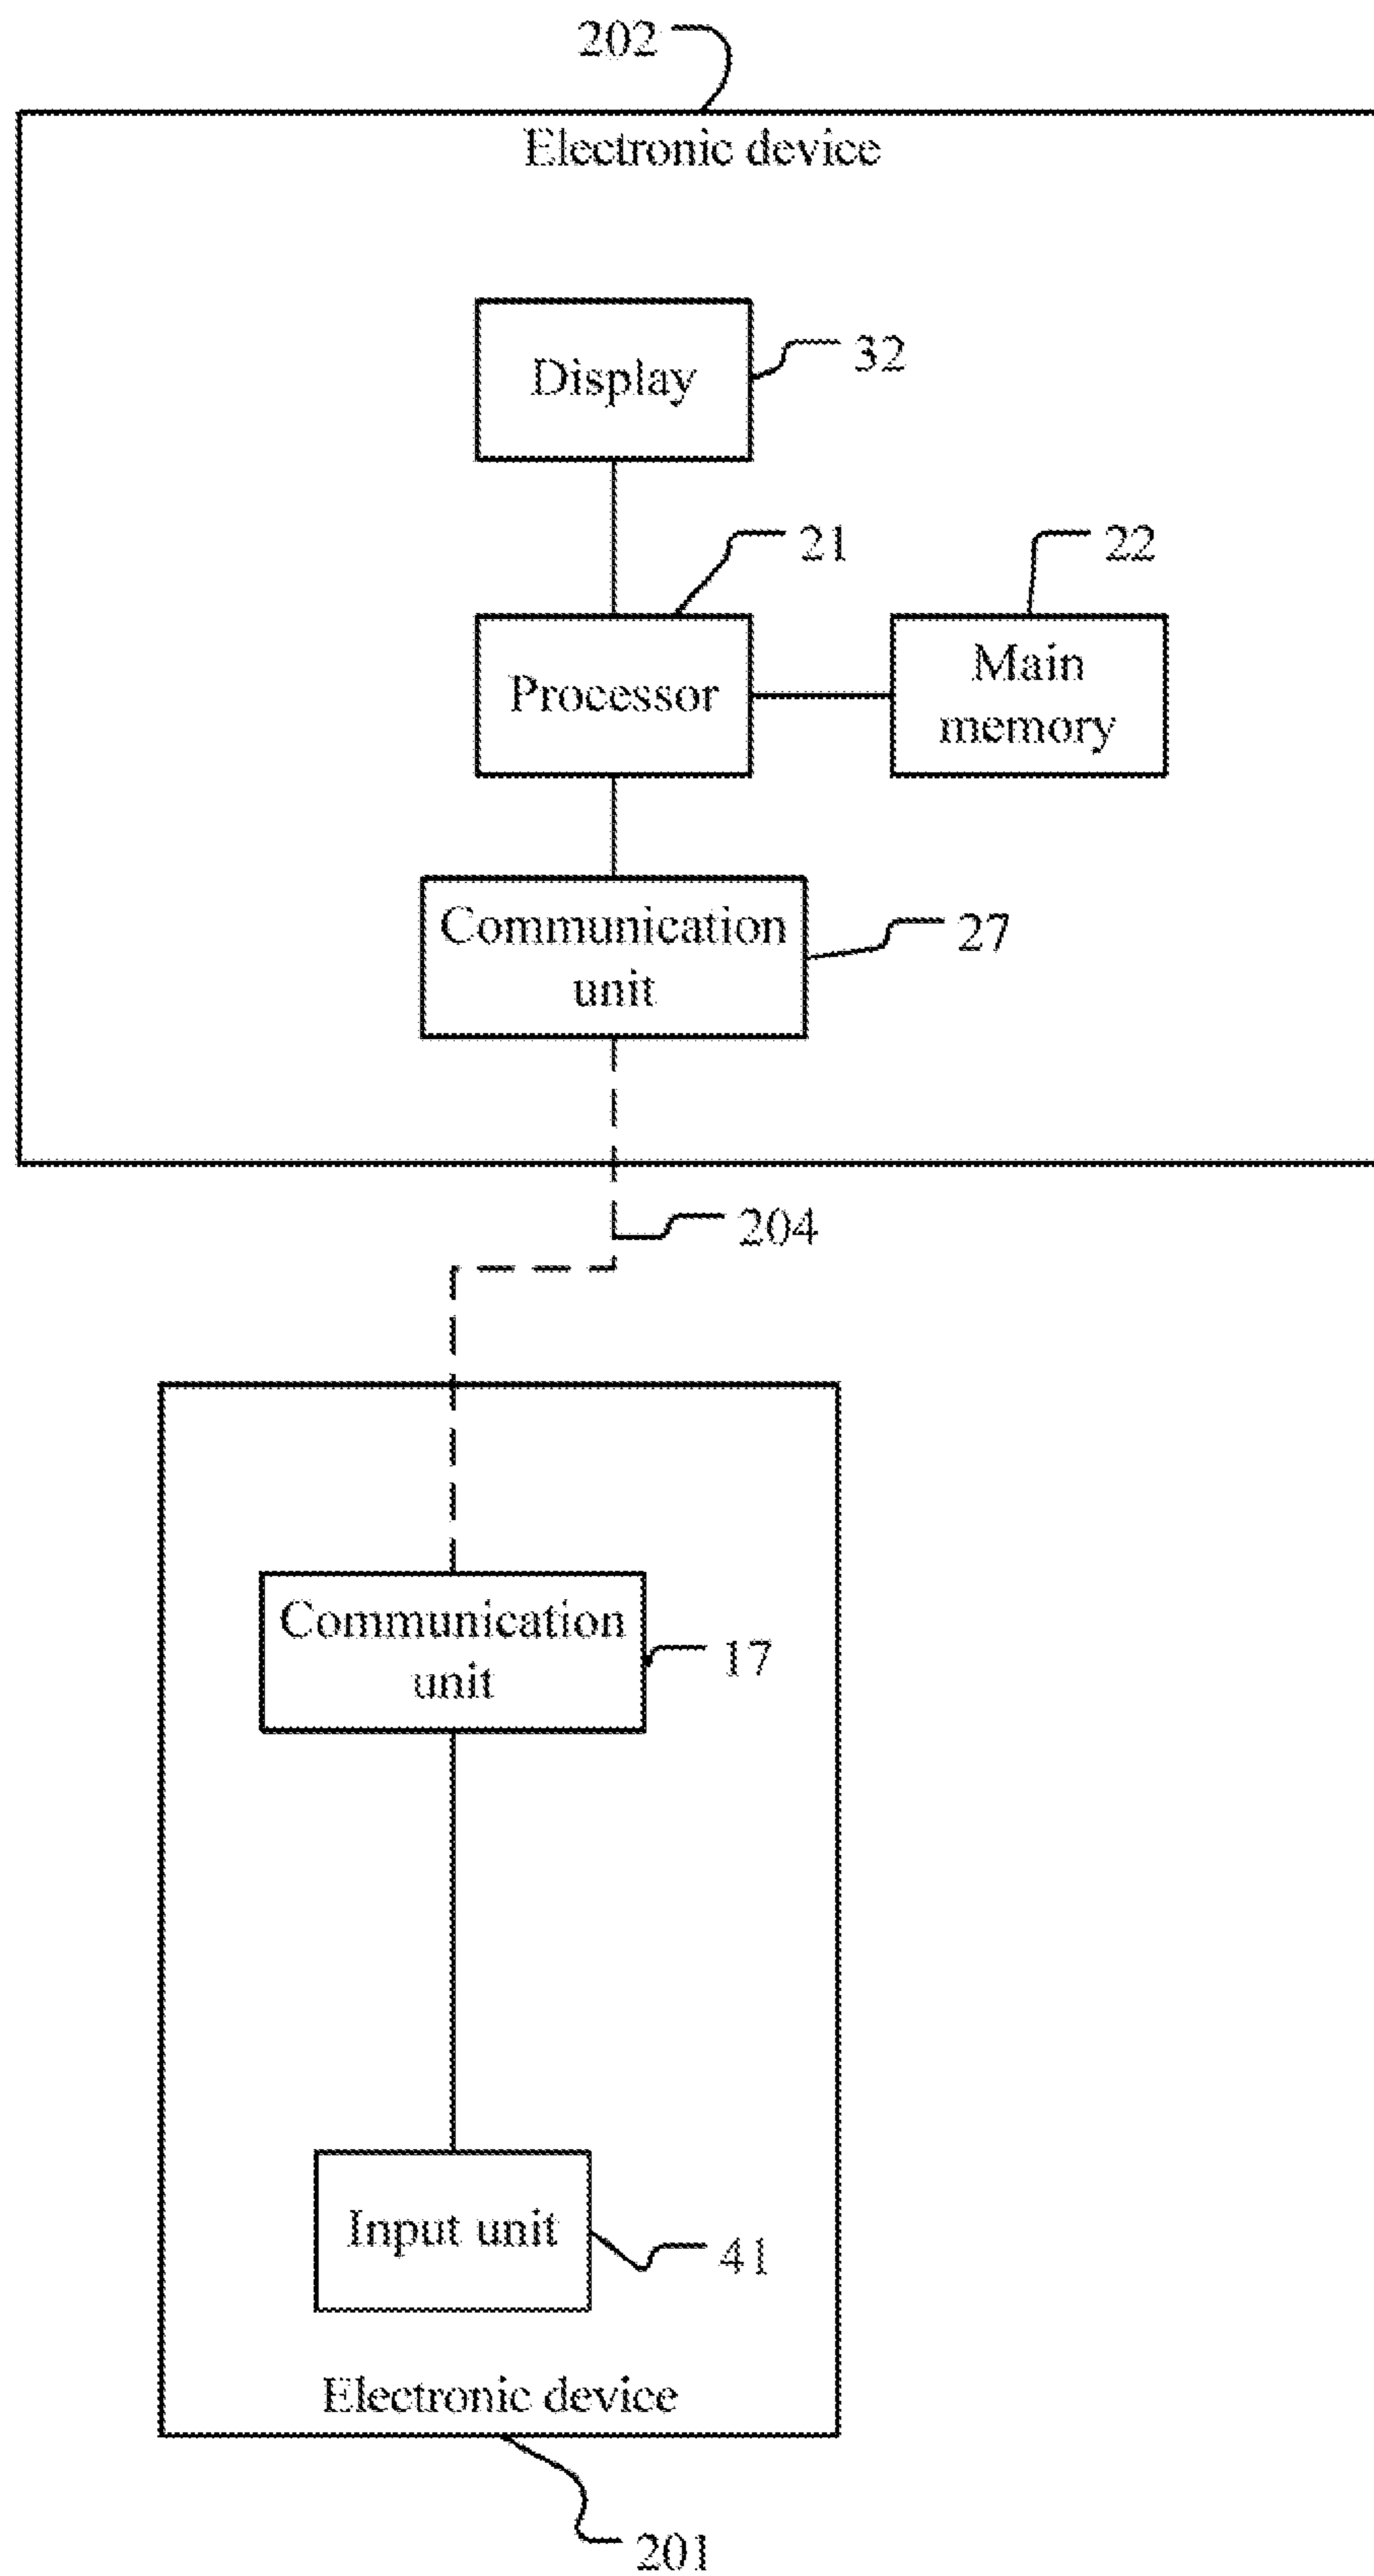 202
Electronic device
Display
32
21
22
Processor
Main
memory
Communication
unit
27
204
Communication
unit
17
Input unit
41
Electronic device
201